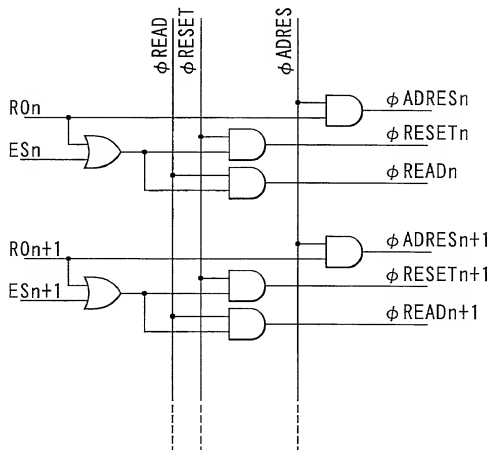 φREAD
φRESET
φADRES
ROn
ESn
φADRESn
φRESETn
φREADn
ROn+1
ESn+1
φADRESn+1
φRESETn+1
φREADn+1